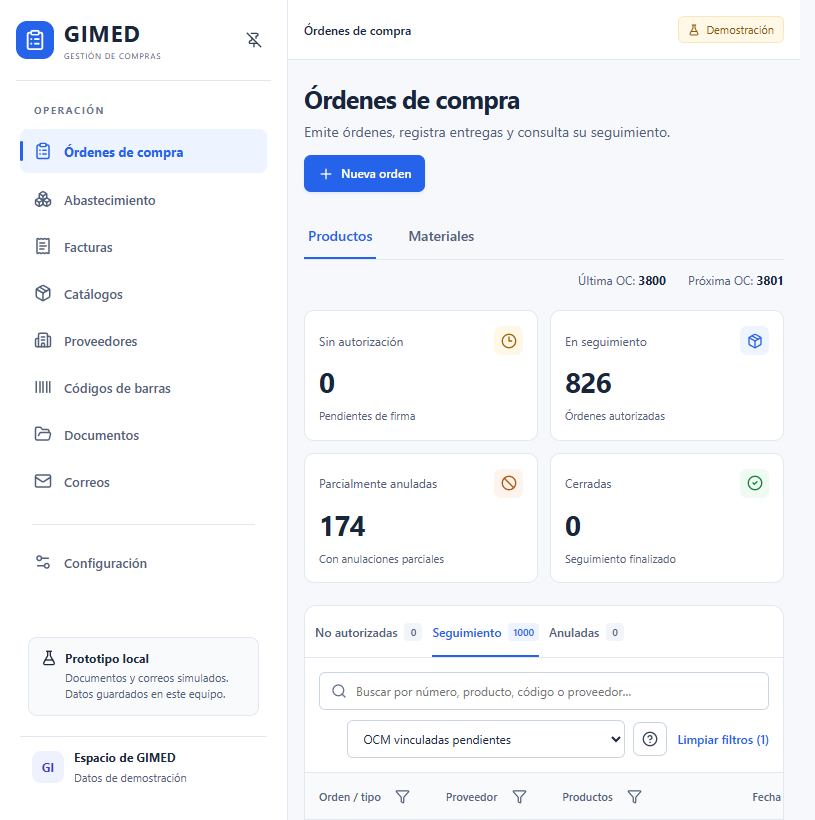 GIMED
GESTIÓN DE COMPRAS
OPERACIÓN
Órdenes de compra
Abastecimiento
Facturas
Catálogos
Proveedores
Códigos de barras
Documentos
Correos
Configuración
Prototipo local
Documentos y correos simulados.
Datos guardados en este equipo.
GI
Espacio de GIMED
Datos de demostración
Órdenes de compra
Demostración
Órdenes de compra
Emite órdenes, registra entregas y consulta su seguimiento.
Nueva orden
Productos Materiales
Última OC: 3800 Próxima OC: 3801
Sin autorización
0
Pendientes de firma
En seguimiento
826
Órdenes autorizadas
Parcialmente anuladas
174
Con anulaciones parciales
Cerradas
0
Seguimiento finalizado
No autorizadas 0 Seguimiento 1000 Anuladas 0
Buscar por número, producto, código o proveedor...
OCM vinculadas pendientes ? Limpiar filtros (1)
Orden / tipo Proveedor Productos Fecha